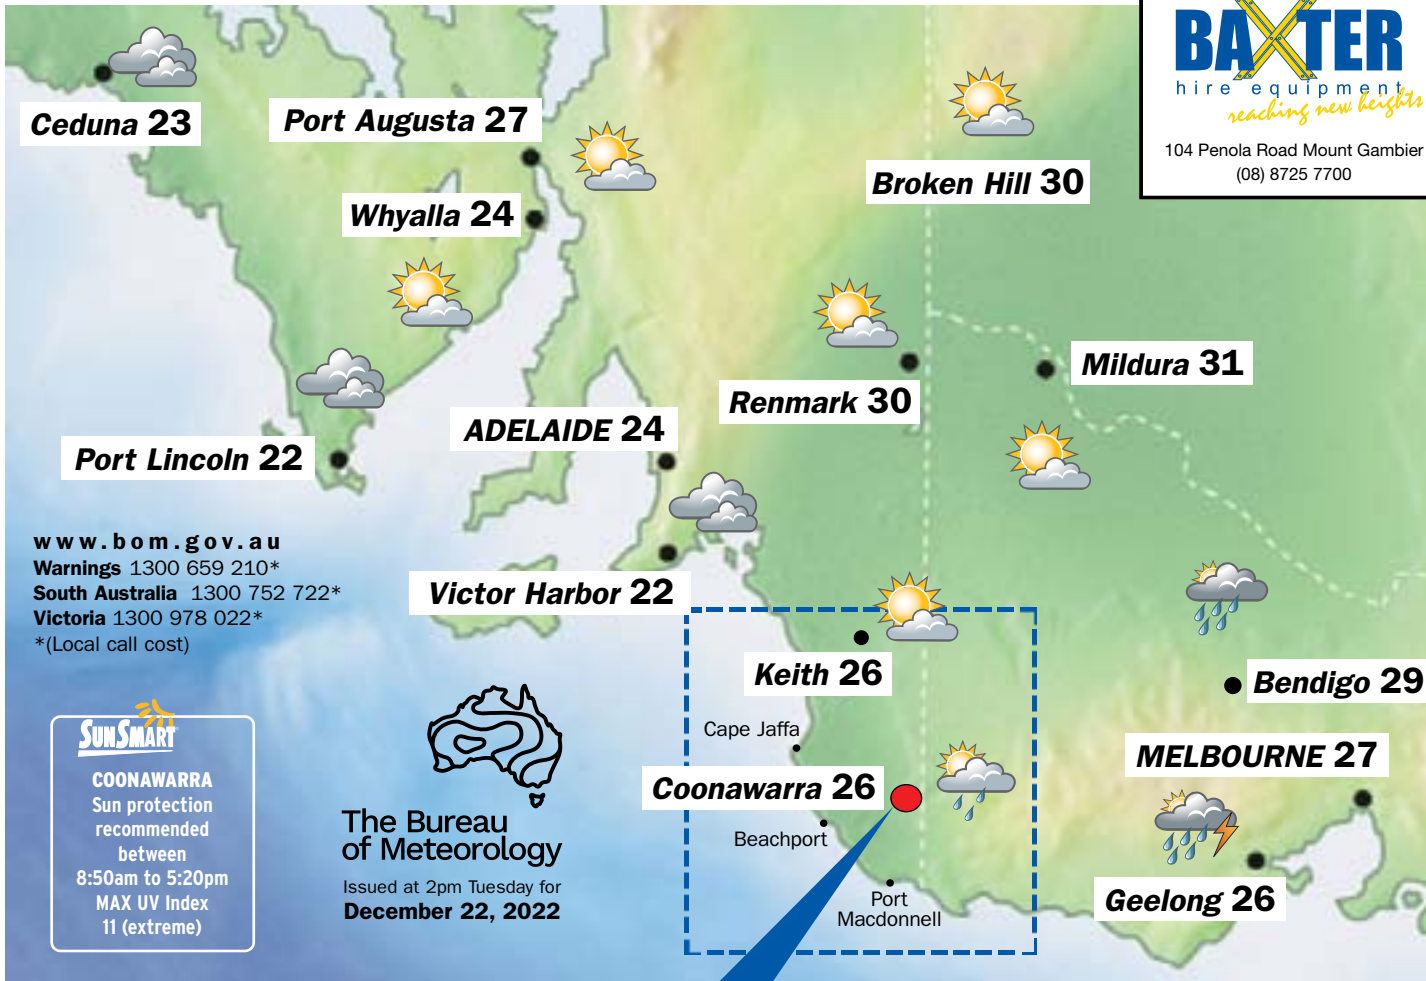 BAXTER
hire equipment
reaching new heights
104 Penola Road Mount Gambier
(08) 8725 7700
Ceduna 23
Port Augusta 27
Whyalla 24
Broken Hill 30
Renmark 30
Mildura 31
ADELAIDE 24
Port Lincoln 22
Victor Harbor 22
www.bom.gov.au
Warnings 1300 659 210*
South Australia 1300 752 722*
Victoria 1300 978 022*
*(Local call cost)
Keith 26
Bendigo 29
Cape Jaffa
MELBOURNE 27
Coonawarra 26
Beachport
Port
Macdonnell
Geelong 26
SUNSMART
COONAWARRA
Sun protection
recommended
between
8:50am to 5:20pm
MAX UV Index
11 (extreme)
The Bureau
of Meteorology
Issued at 2pm Tuesday for
December 22, 2022